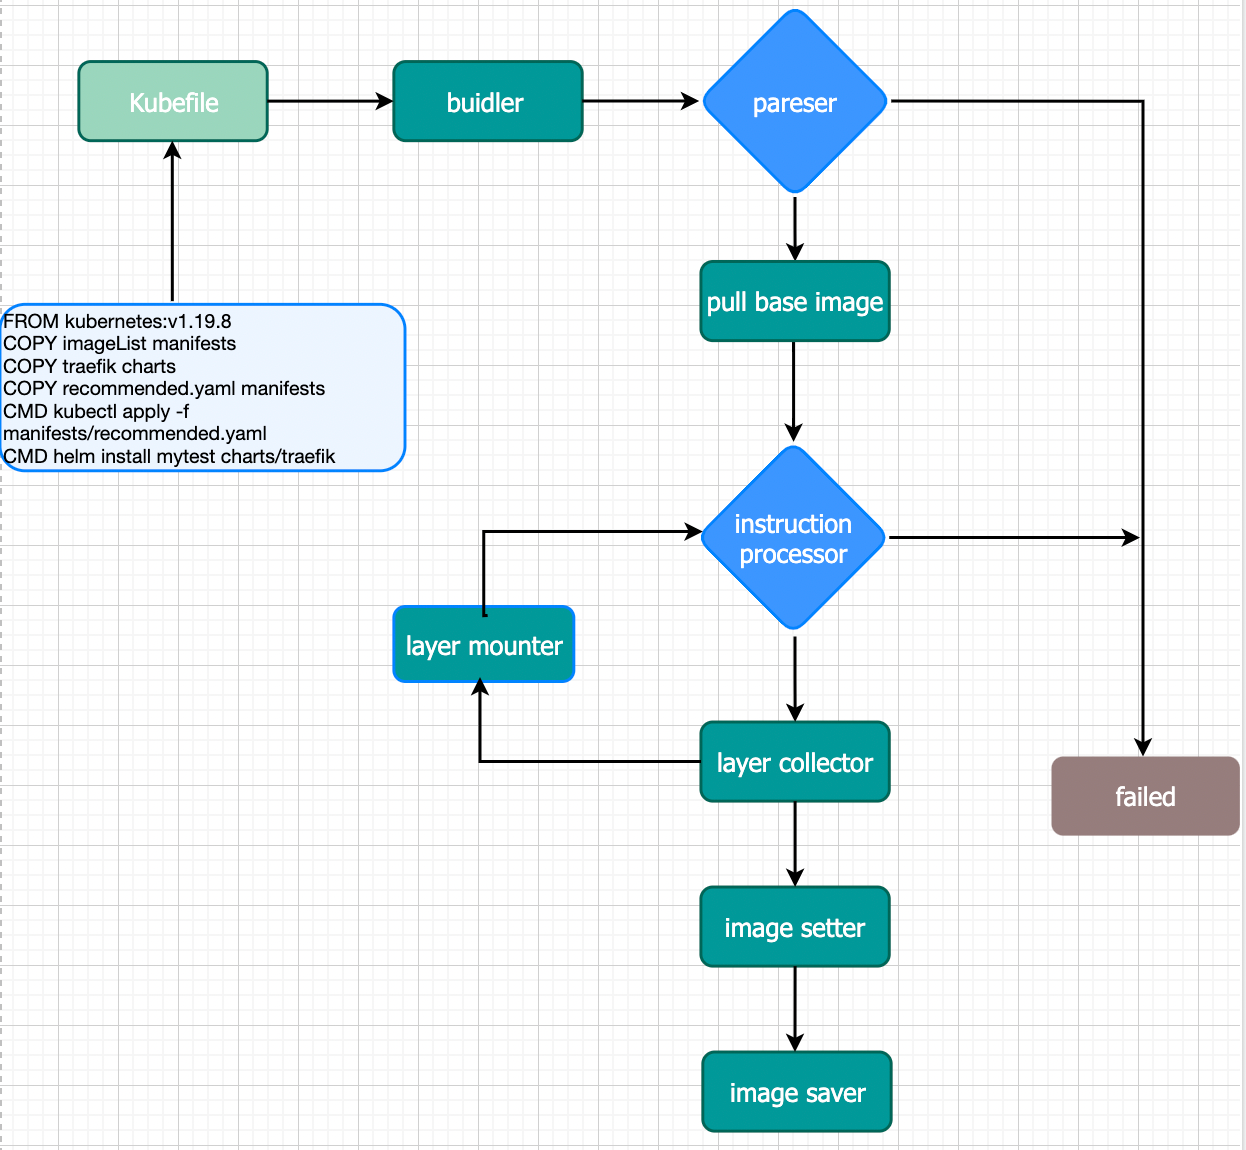 Kubefile
buidler
pareser
pull base image
FROM kubernetes:v1.19.8
COPY imageList manifests
COPY traefik charts
COPY recommended.yaml manifests
CMD kubectl apply -f
manifests/recommended.yaml
CMD helm install mytest charts/traefik
instruction
processor
layer mounter
layer collector
failed
image setter
image saver